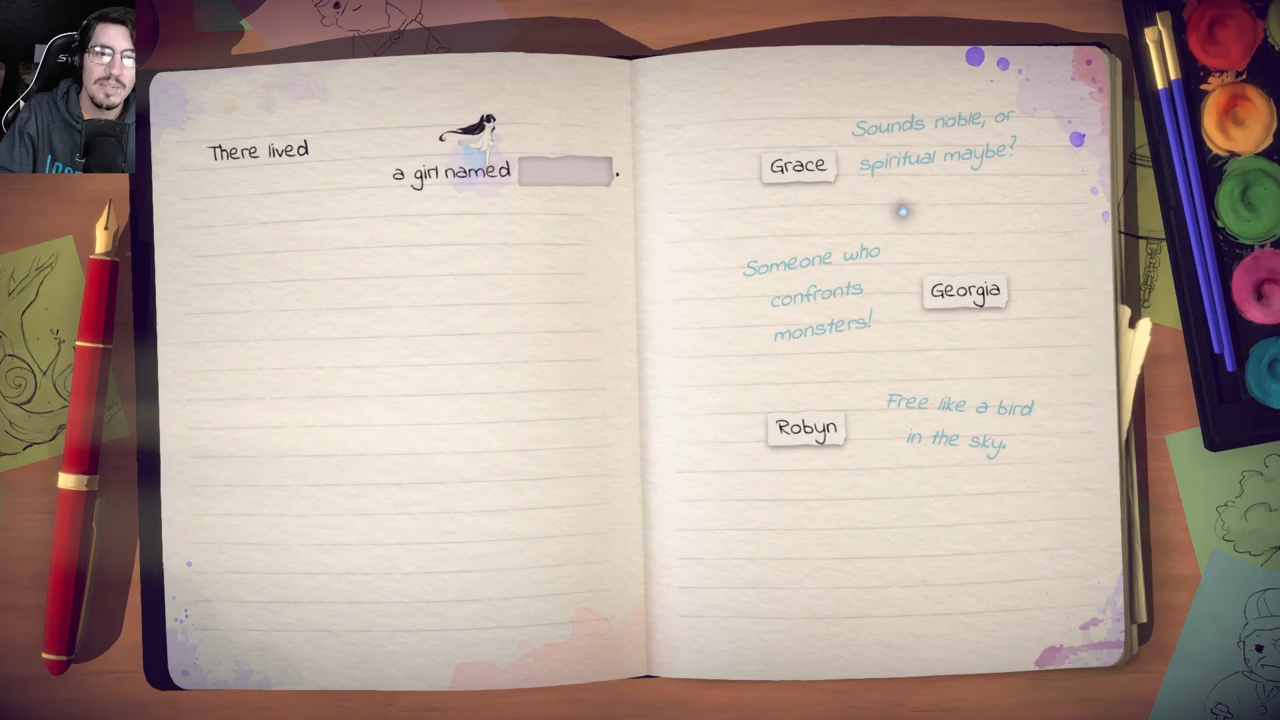 There lived
a girl named .
Sounds noble, or
spiritual maybe?
Grace
Someone who
confronts
monsters!
Georgia
Robyn
Free like a bird
in the sky.